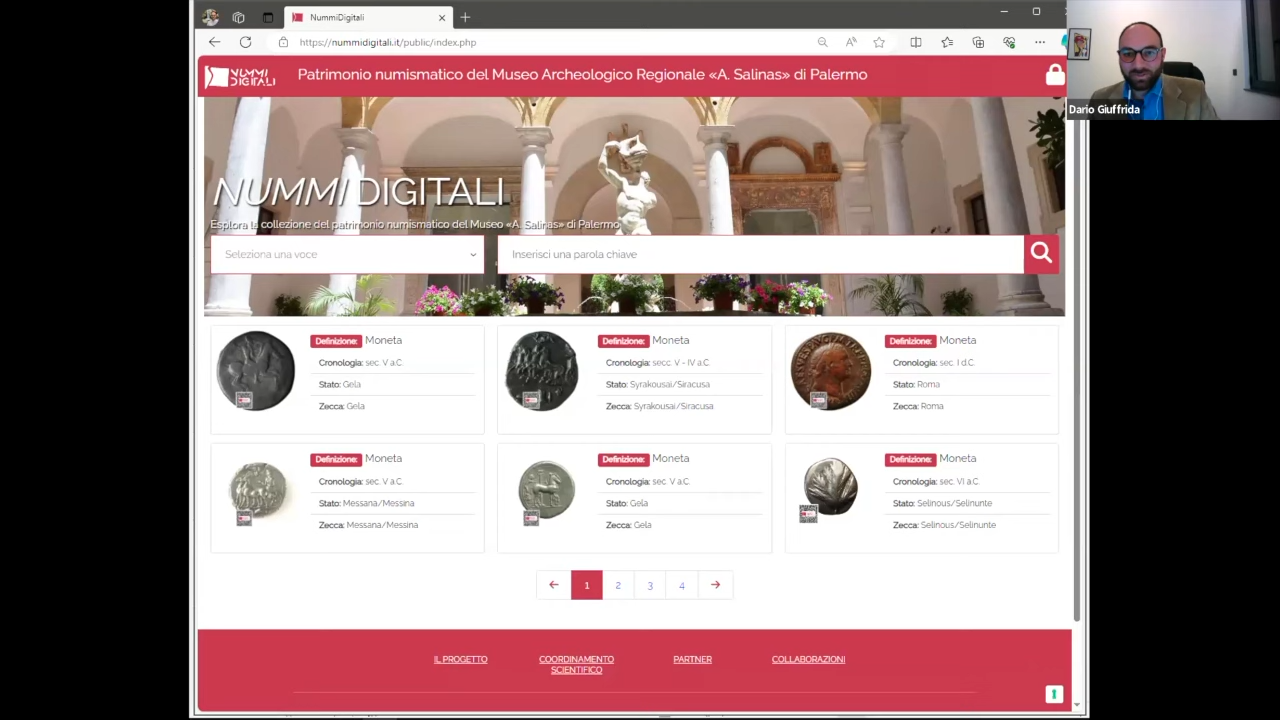 NummiDigitali
https://nummidigitali.it/public/index.php
NUMMI
DIGITALI
Patrimonio numismatico del Museo Archeologico Regionale «A. Salinas» di Palermo
Dario Giuffrida
NUMMI DIGITALI
Esplora la collezione del patrimonio numismatico del Museo «A. Salinas» di Palermo
Seleziona una voce
Inserisci una parola chiave
Definizione: Moneta
Cronologia: sec. V a.C.
Stato: Gela
Zecca: Gela
Definizione: Moneta
Cronologia: secc. V - IV a.C.
Stato: Syrakousai/Siracusa
Zecca: Syrakousai/Siracusa
Definizione: Moneta
Cronologia: sec. I d.C.
Stato: Roma
Zecca: Roma
Definizione: Moneta
Cronologia: sec. V a.C.
Stato: Messana/Messina
Zecca: Messana/Messina
Definizione: Moneta
Cronologia: sec. V a.C.
Stato: Gela
Zecca: Gela
Definizione: Moneta
Cronologia: sec. VI a.C.
Stato: Selinous/Selinunte
Zecca: Selinous/Selinunte
1 2 3 4
IL PROGETTO
COORDINAMENTO
SCIENTIFICO
PARTNER
COLLABORAZIONI